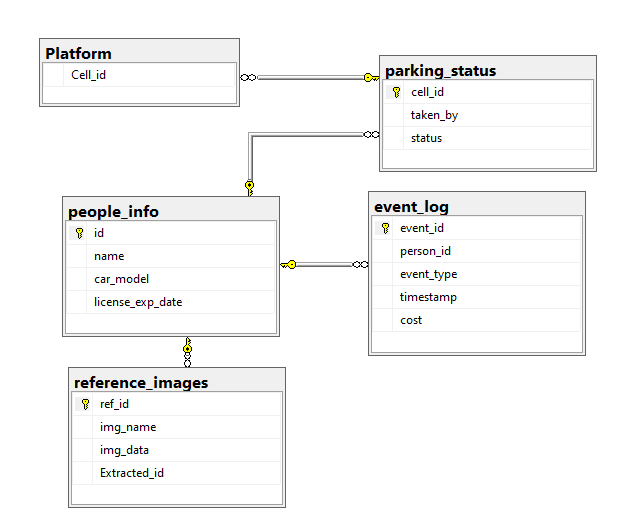 Platform
Cell_id
parking_status
cell_id
taken_by
status
people_info
id
name
car_model
license_exp_date
event_log
event_id
person_id
event_type
timestamp
cost
reference_images
ref_id
img_name
img_data
Extracted_id